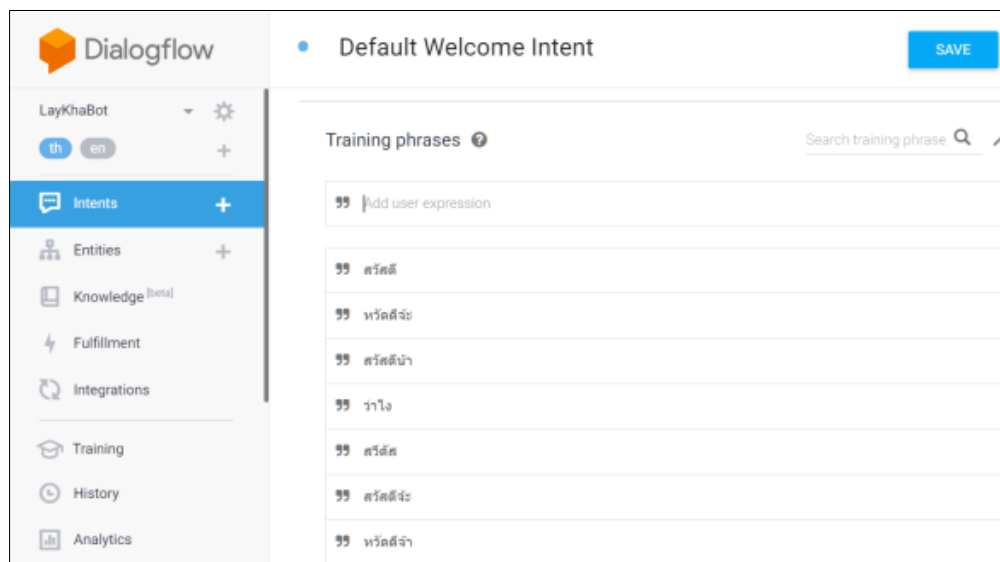 Dialogflow
Default Welcome Intent
SAVE
LayKhaBot
th en
Training phrases
Search training phrase
Intents
Add user expression
Entities
Knowledge [beta]
Fulfillment
Integrations
Training
History
Analytics
สวัสดี
หวัดดีจ้ะ
สวัสดีน้า
ว่าไง
สวีดัส
สวัสดีจ้ะ
หวัดดีจ้า